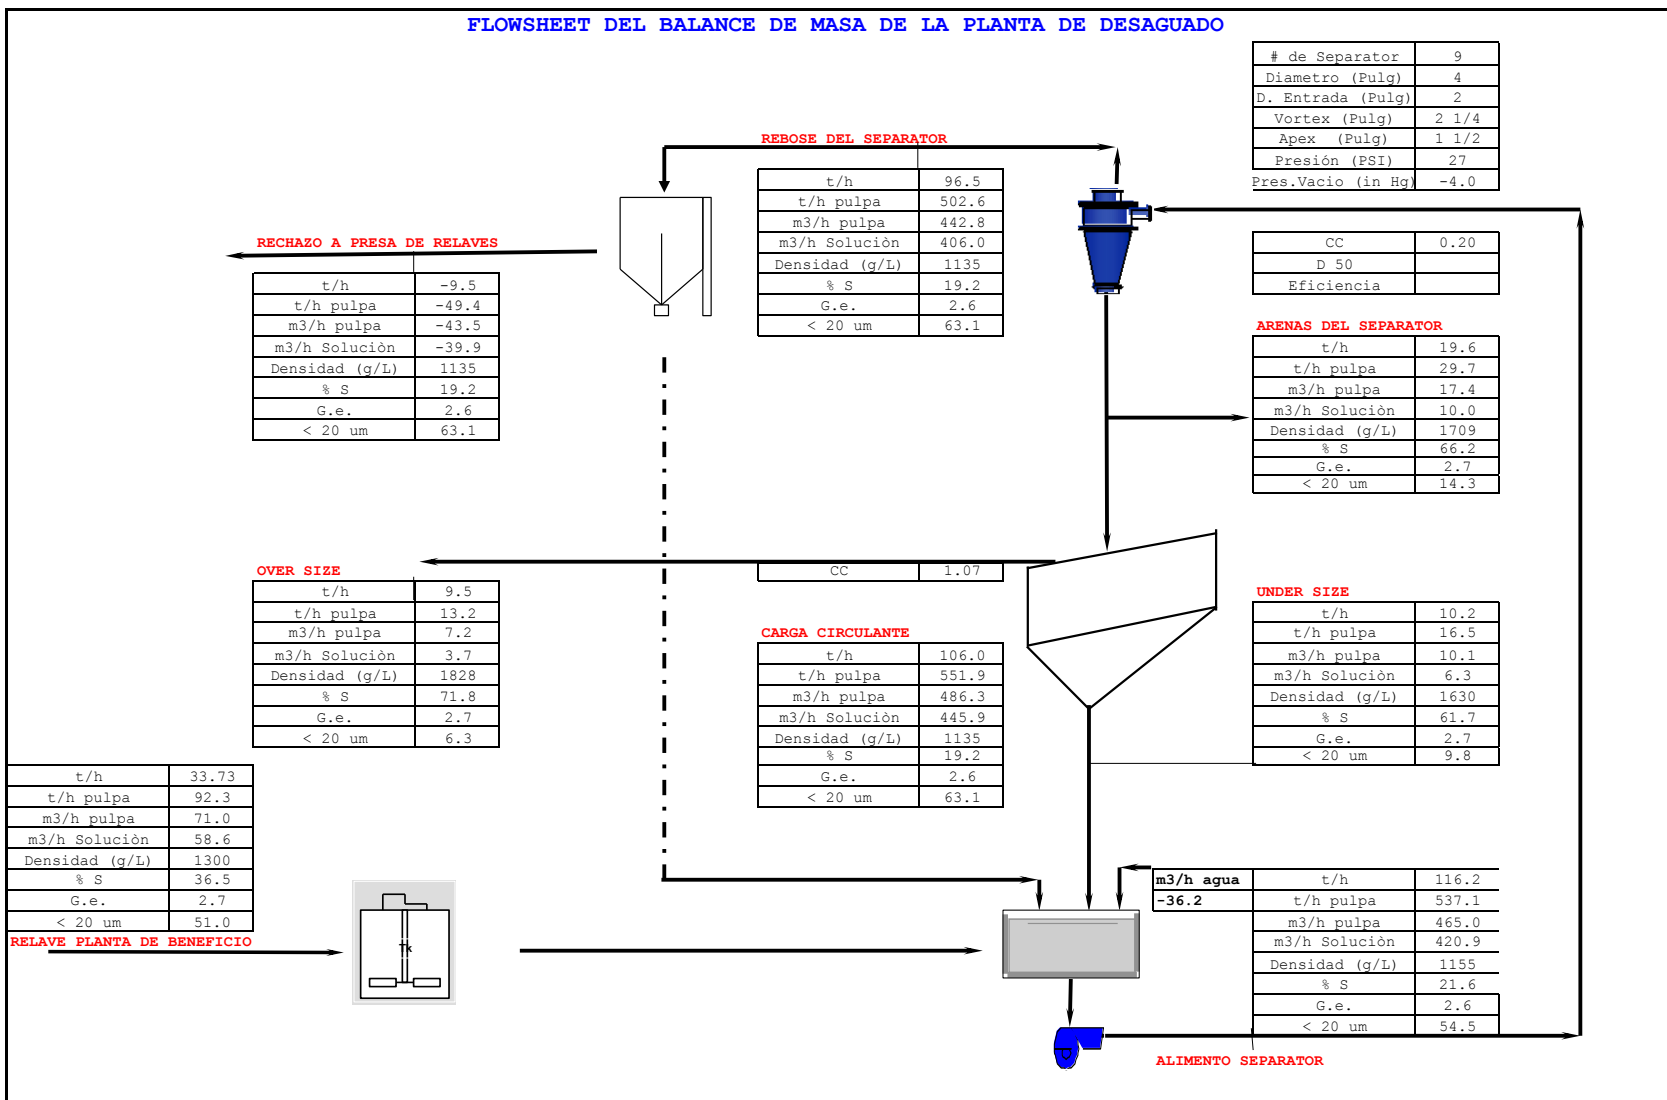 FLOWSHEET DEL BALANCE DE MASA DE LA PLANTA DE DESAGUADO
# de Separator 9
Diametro (Pulg) 4
D. Entrada (Pulg) 2
Vortex (Pulg) 2 1/4
Apex (Pulg) 1 1/2
Presión (PSI) 27
Pres.Vacio (in Hg) -4.0
REBOSE DEL SEPARATOR
t/h 96.5
t/h pulpa 502.6
m3/h pulpa 442.8
m3/h Soluciòn 406.0
Densidad (g/L) 1135
% S 19.2
G.e. 2.6
< 20 um 63.1
CC 0.20
D 50
Eficiencia
RECHAZO A PRESA DE RELAVES
t/h -9.5
t/h pulpa -49.4
m3/h pulpa -43.5
m3/h Soluciòn -39.9
Densidad (g/L) 1135
% S 19.2
G.e. 2.6
< 20 um 63.1
ARENAS DEL SEPARATOR
t/h 19.6
t/h pulpa 29.7
m3/h pulpa 17.4
m3/h Soluciòn 10.0
Densidad (g/L) 1709
% S 66.2
G.e. 2.7
< 20 um 14.3
OVER SIZE
t/h 9.5
t/h pulpa 13.2
m3/h pulpa 7.2
m3/h Soluciòn 3.7
Densidad (g/L) 1828
% S 71.8
G.e. 2.7
< 20 um 6.3
CC 1.07
CARGA CIRCULANTE
t/h 106.0
t/h pulpa 551.9
m3/h pulpa 486.3
m3/h Soluciòn 445.9
Densidad (g/L) 1135
% S 19.2
G.e. 2.6
< 20 um 63.1
UNDER SIZE
t/h 10.2
t/h pulpa 16.5
m3/h pulpa 10.1
m3/h Soluciòn 6.3
Densidad (g/L) 1630
% S 61.7
G.e. 2.7
< 20 um 9.8
t/h 33.73
t/h pulpa 92.3
m3/h pulpa 71.0
m3/h Soluciòn 58.6
Densidad (g/L) 1300
% S 36.5
G.e. 2.7
< 20 um 51.0
RELAVE PLANTA DE BENEFICIO
Tk
m3/h agua
-36.2
t/h 116.2
t/h pulpa 537.1
m3/h pulpa 465.0
m3/h Soluciòn 420.9
Densidad (g/L) 1155
% S 21.6
G.e. 2.6
< 20 um 54.5
ALIMENTO SEPARATOR